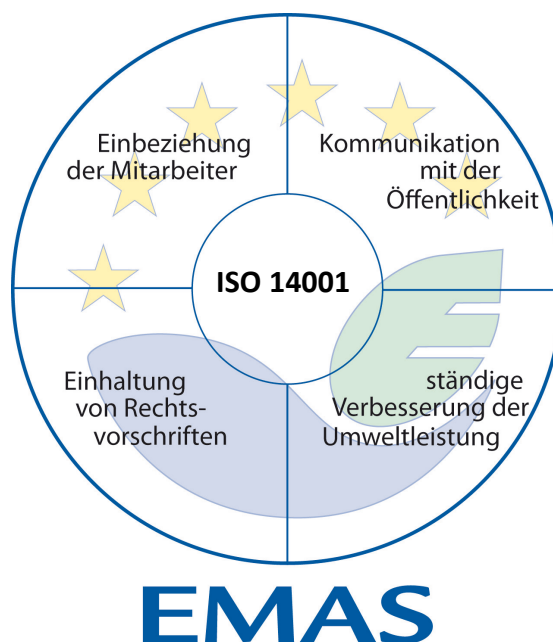 Einbeziehung
der Mitarbeiter
Kommunikation
mit der
Öffentlichkeit
ISO 14001
Einhaltung
von Rechts-
vorschriften
ständige
Verbesserung der
Umweltleistung
EMAS